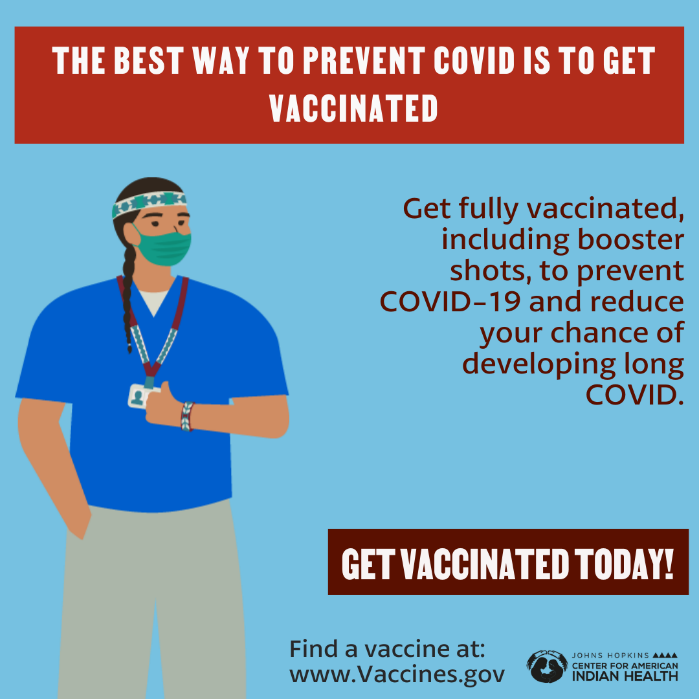 THE BEST WAY TO PREVENT COVID IS TO GET
VACCINATED
Get fully vaccinated,
including booster
shots, to prevent
COVID-19 and reduce
your chance of
developing long
COVID.
GET VACCINATED TODAY!
Find a vaccine at:
www.Vaccines.gov
JOHNS HOPKINS
CENTER FOR AMERICAN
INDIAN HEALTH